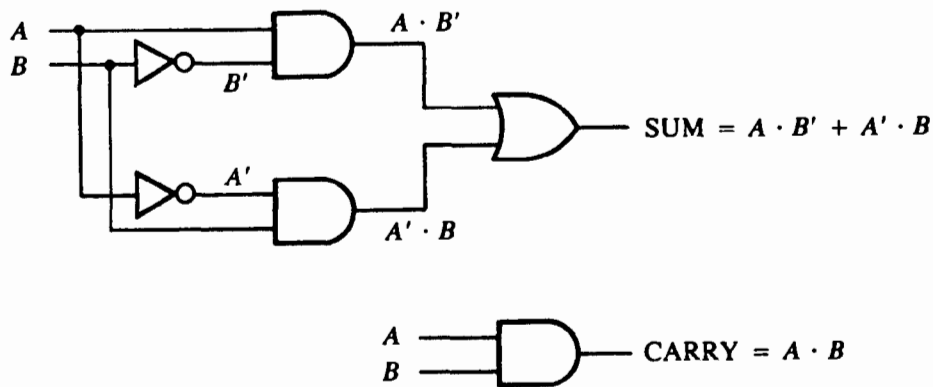 A
B
A · B′
B′
SUM = A · B′ + A′ · B
A′
A′ · B
A
B
CARRY = A · B